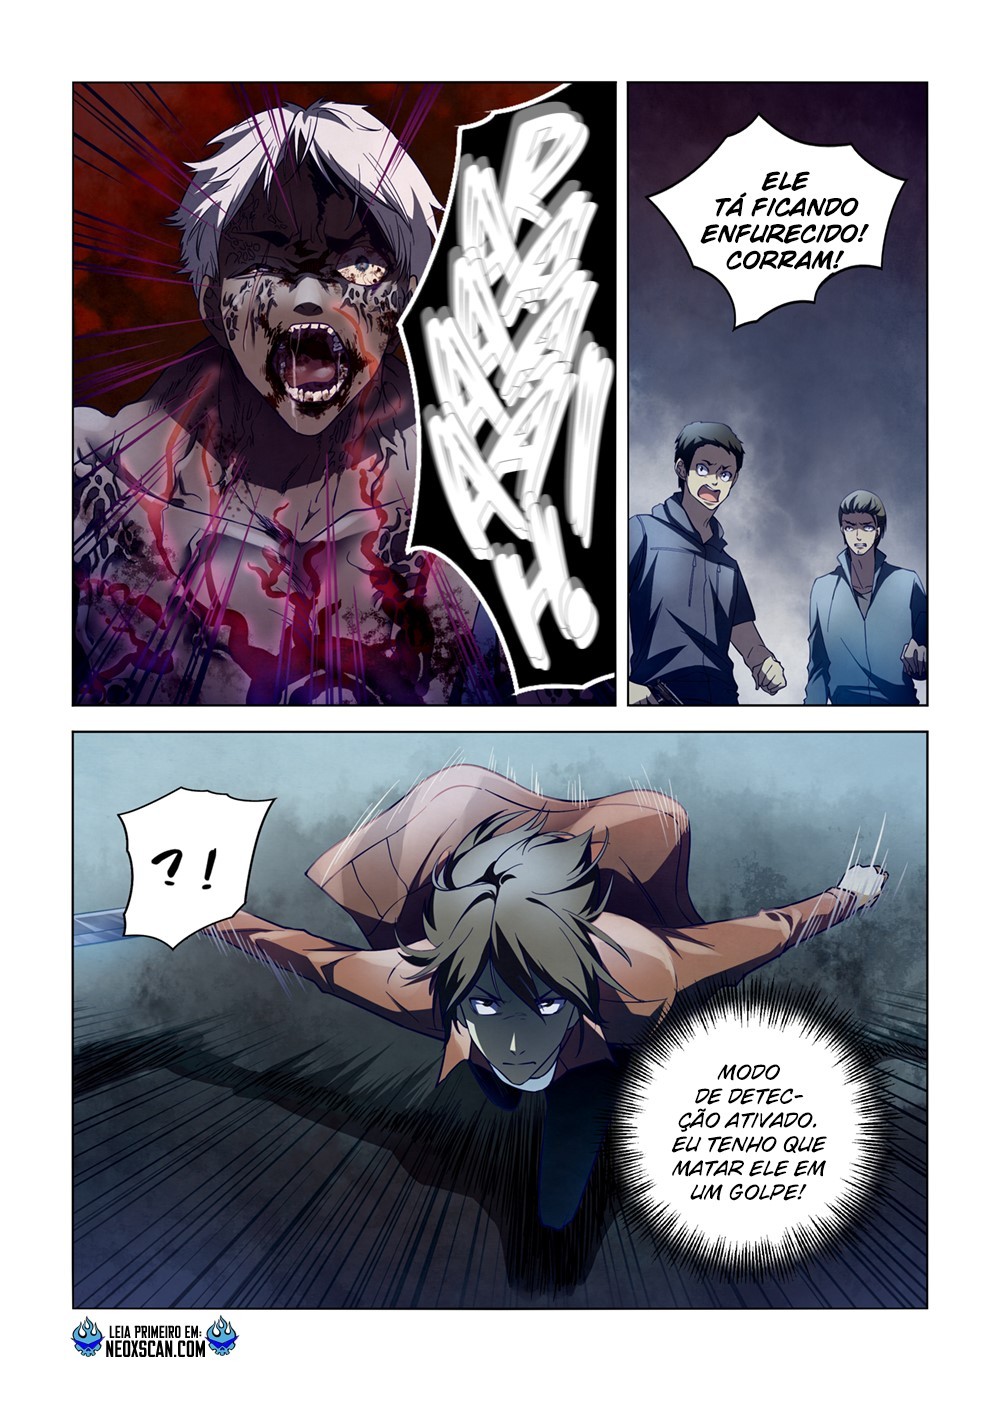 RAAAAAAAAAAAAH!
ELE
TÁ FICANDO
ENFURECIDO!
CORRAM!
?!
MODO
DE DETEC-
ÇÃO ATIVADO.
EU TENHO QUE
MATAR ELE EM
UM GOLPE!
LEIA PRIMEIRO EM:
NEOXSCAN.COM